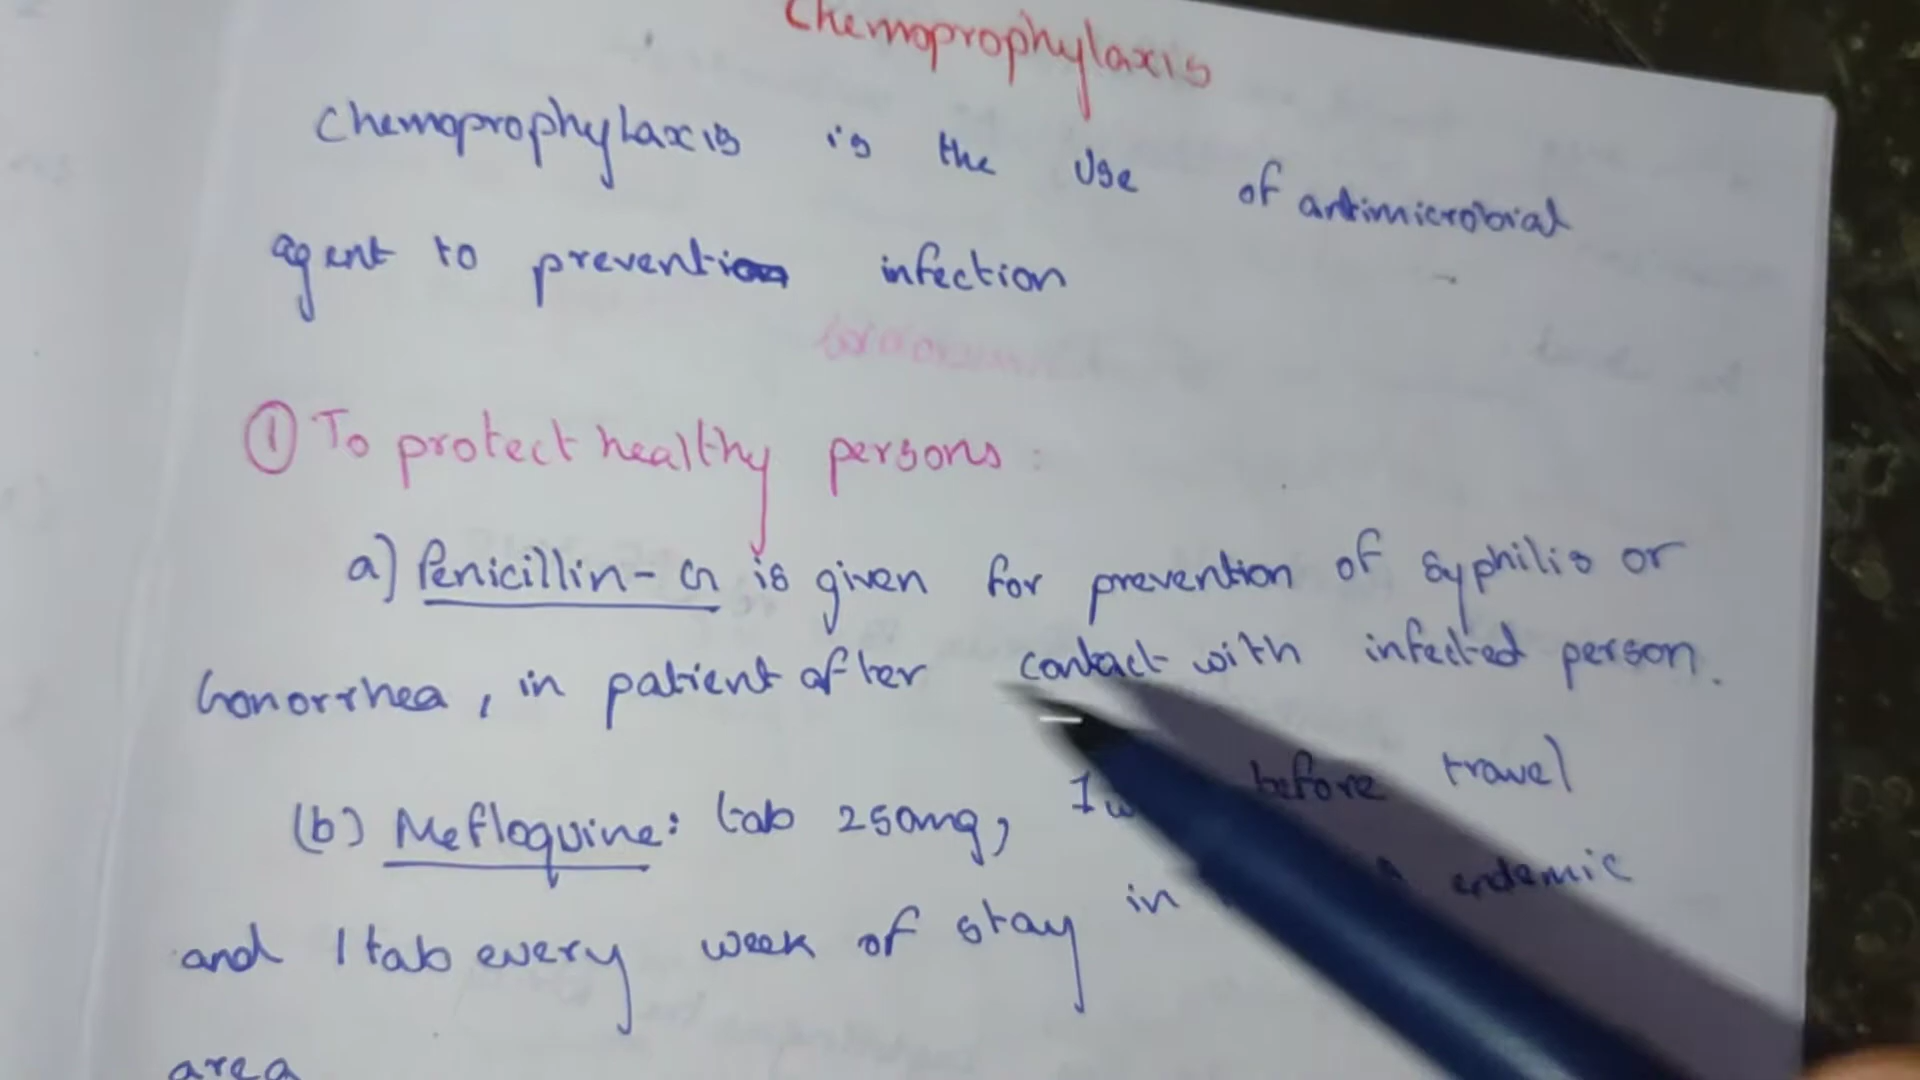 Chemoprophylaxis
Chemoprophylaxis is the use of antimicrobial
agent to prevent infection
① To protect healthy persons:
a) Penicillin-G is given for prevention of syphilis or
Gonorrhea, in patient after contact with infected person.
(b) Mefloquine: tab 250mg, 1 before travel
and 1 tab every week of stay in endemic
area